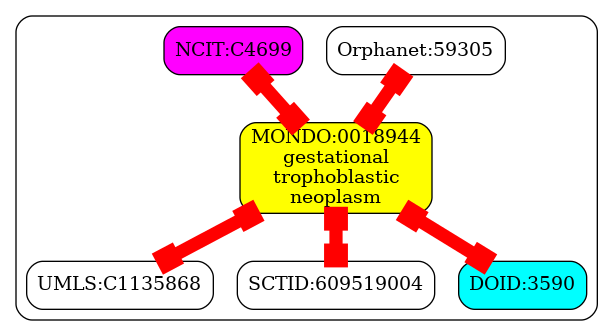 NCIT:C4699
Orphanet:59305
MONDO:0018944
gestational
trophoblastic
neoplasm
UMLS:C1135868
SCTID:609519004
DOID:3590